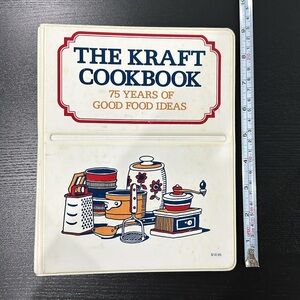 THE KRAFT
COOKBOOK
75 YEARS OF
GOOD FOOD IDEAS